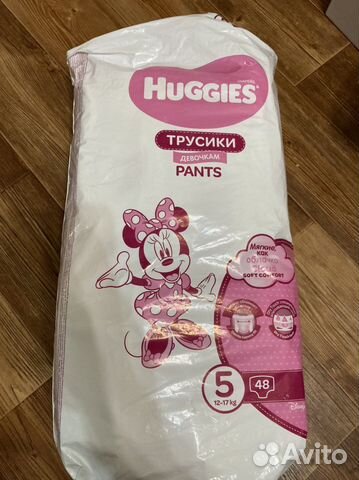 HUGGIES
ТРУСИКИ
ДЕВОЧКАМ
PANTS
Мягкие,
как
облачко
SOFT COMFORT
5
12-17 kg
48
Disney
Avito